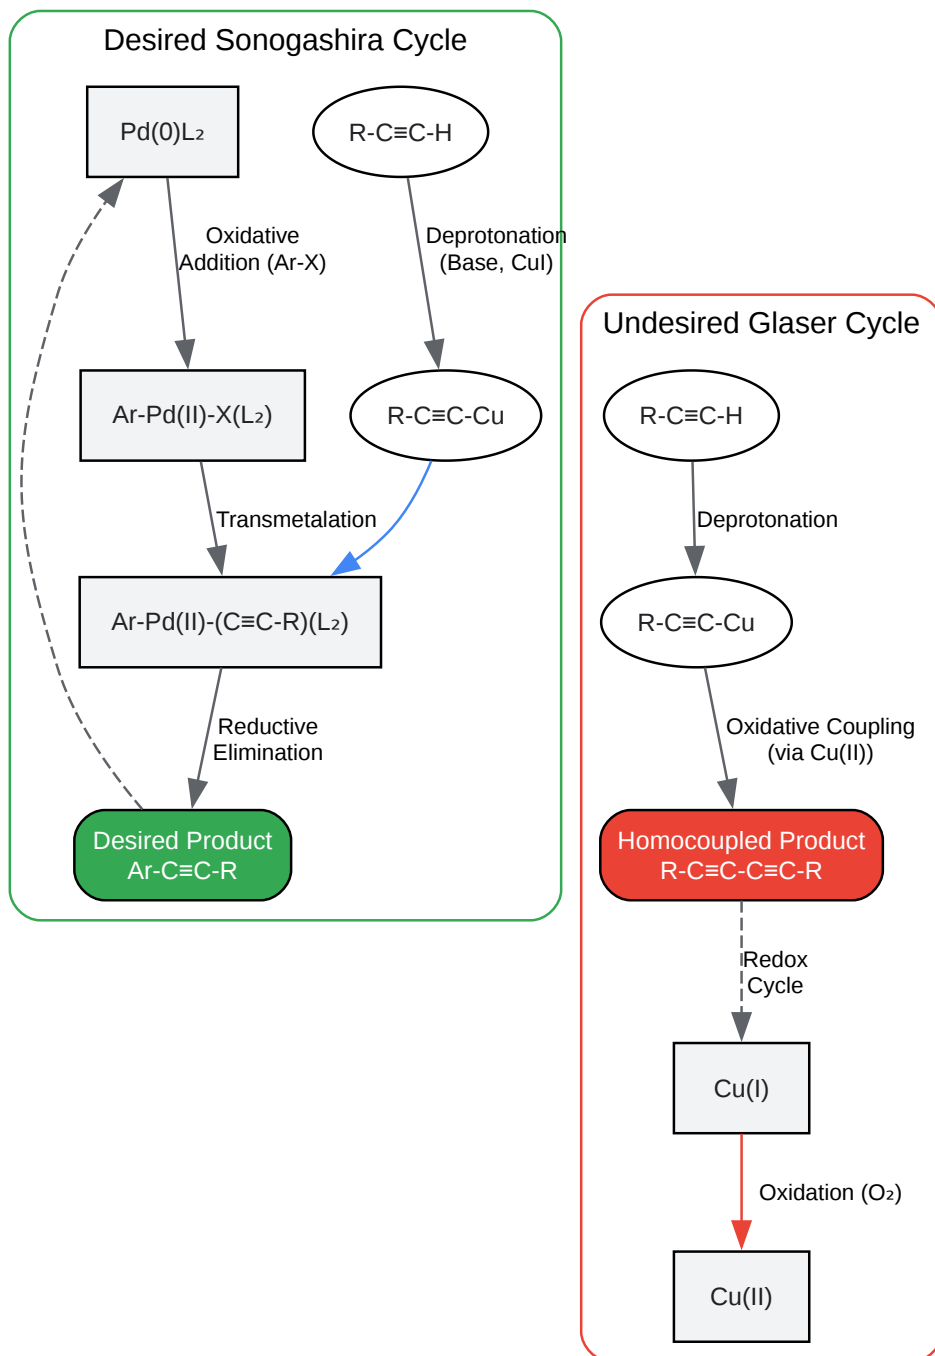 Desired Sonogashira Cycle
Pd(0)L₂
R-C≡C-H
Oxidative
Addition (Ar-X)
Deprotonation
(Base, CuI)
Ar-Pd(II)-X(L₂)
R-C≡C-Cu
Transmetalation
Ar-Pd(II)-(C≡C-R)(L₂)
Reductive
Elimination
Desired Product
Ar-C≡C-R
Undesired Glaser Cycle
R-C≡C-H
Deprotonation
R-C≡C-Cu
Oxidative Coupling
(via Cu(II))
Homocoupled Product
R-C≡C-C≡C-R
Redox
Cycle
Cu(I)
Oxidation (O₂)
Cu(II)